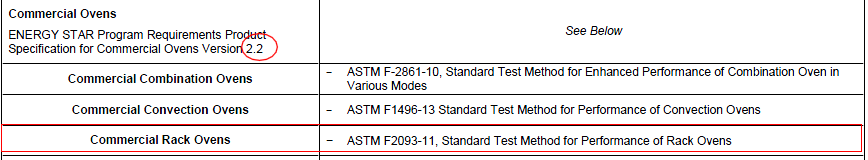 Commercial Ovens
ENERGY STAR Program Requirements Product
Specification for Commercial Ovens Version 2.2
See Below
Commercial Combination Ovens
– ASTM F-2861-10, Standard Test Method for Enhanced Performance of Combination Oven in
Various Modes
Commercial Convection Ovens
– ASTM F1496-13 Standard Test Method for Performance of Convection Ovens
Commercial Rack Ovens
– ASTM F2093-11, Standard Test Method for Performance of Rack Ovens